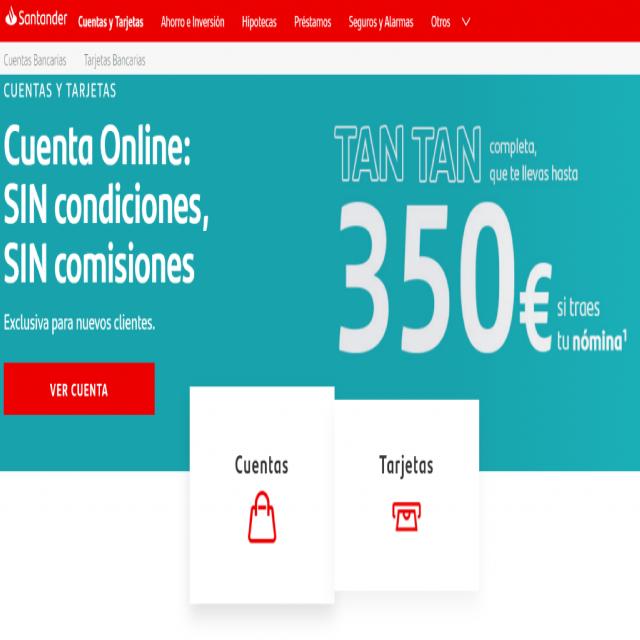 Santander Cuentas y Tarjetas Ahorro e Inversión Hipotecas Préstamos Seguros y Alarmas Otros
Cuentas Bancarias Tarjetas Bancarias
CUENTAS Y TARJETAS
Cuenta Online:
SIN condiciones,
SIN comisiones
Exclusiva para nuevos clientes.
VER CUENTA
TAN TAN completa,
que te llevas hasta
350€ si traes
tu nómina¹
Cuentas
Tarjetas